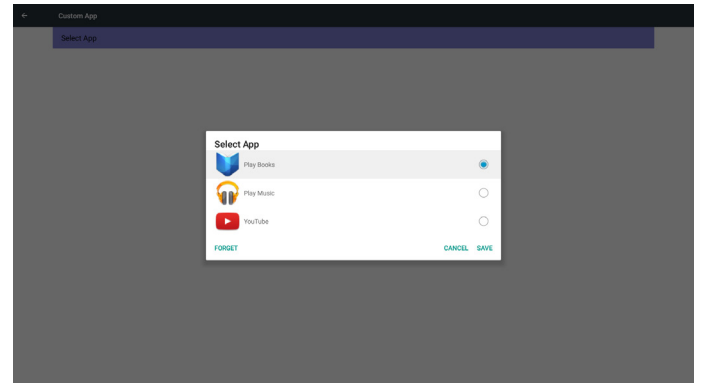 Custom App
Select App
Select App
Play Books
Play Music
YouTube
FORGET CANCEL SAVE